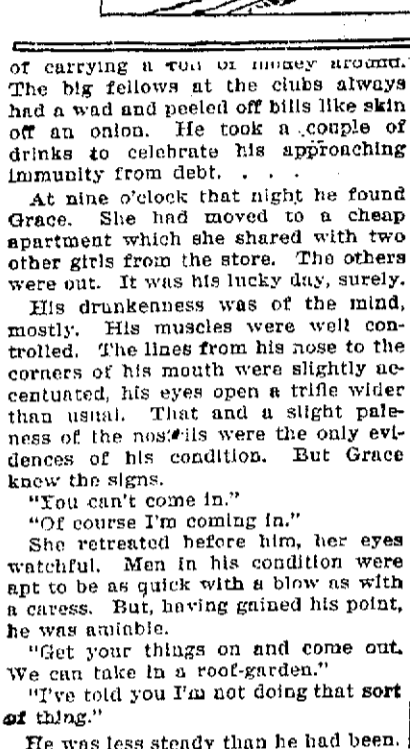 of carrying a roll of money around.
The big fellows at the clubs always
had a wad and peeled off bills like skin
off an onion. He took a couple of
drinks to celebrate his approaching
immunity from debt. . . .
At nine o'clock that night he found
Grace. She had moved to a cheap
apartment which she shared with two
other girls from the store. The others
were out. It was his lucky day, surely.
His drunkenness was of the mind,
mostly. His muscles were well con-
trolled. The lines from his nose to the
corners of his mouth were slightly ac-
centuated, his eyes open a trifle wider
than usual. That and a slight pale-
ness of the nostrils were the only evi-
dences of his condition. But Grace
knew the signs.
"You can't come in."
"Of course I'm coming in."
She retreated before him, her eyes
watchful. Men in his condition were
apt to be as quick with a blow as with
a caress. But, having gained his point,
he was amiable.
"Get your things on and come out.
We can take in a roof-garden."
"I've told you I'm not doing that sort
of thing."
He was less steady than he had been.